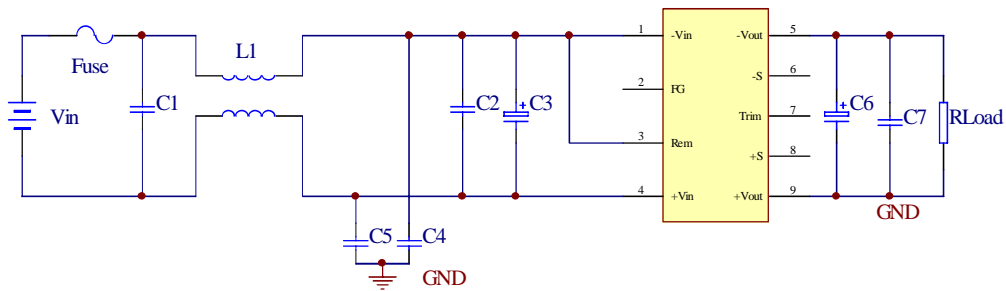 Fuse
Vin
C1
L1
C2
+
C3
C5
C4
GND
1
-Vin
2
PG
3
Rem
4
+Vin
-Vout
5
-S
6
Trim
7
+S
8
+Vout
9
+
C6
C7
RLoad
GND